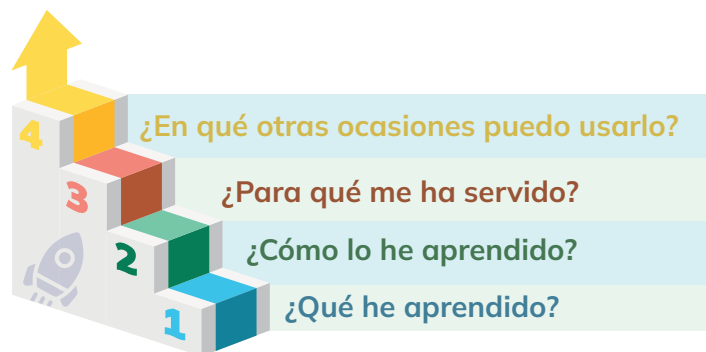 4 ¿En qué otras ocasiones puedo usarlo?
3 ¿Para qué me ha servido?
2 ¿Cómo lo he aprendido?
1 ¿Qué he aprendido?